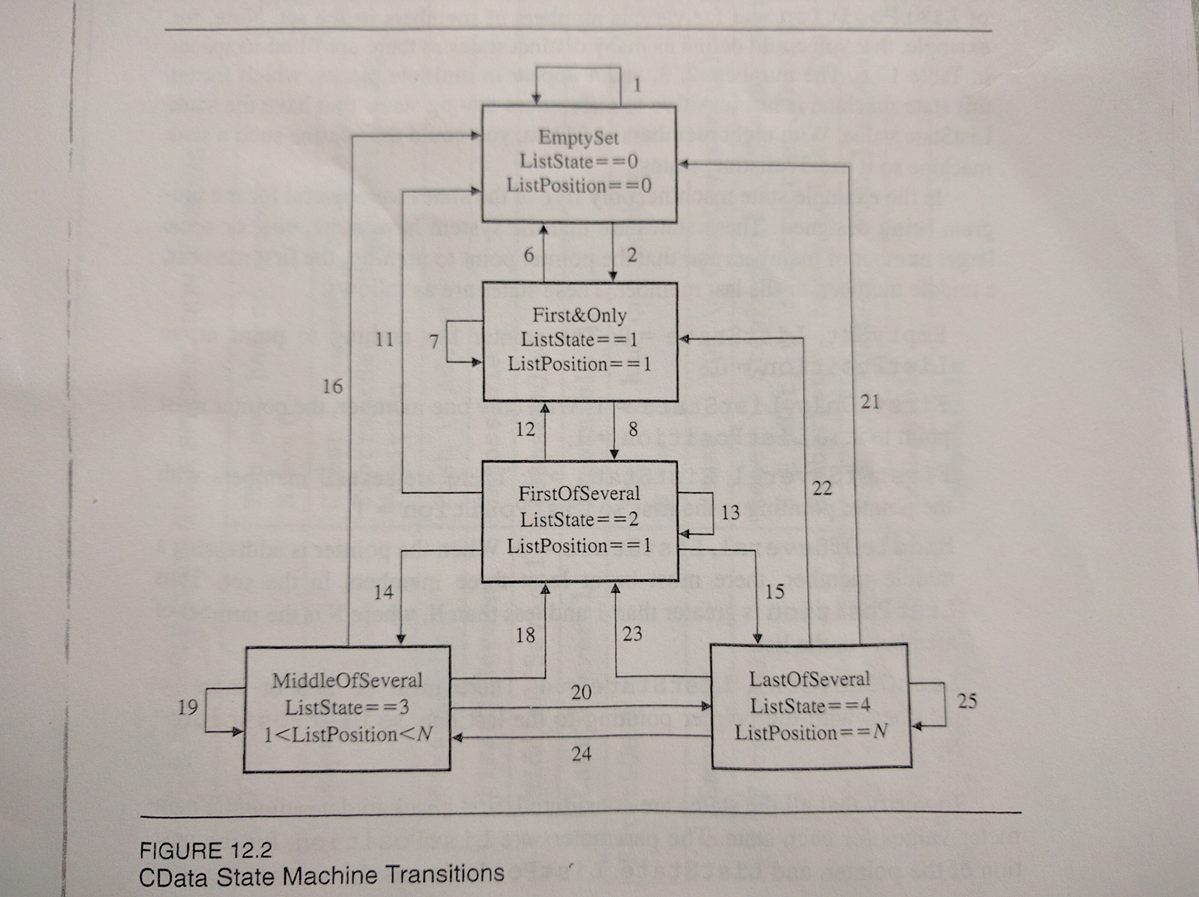 1
EmptySet
ListState==0
ListPosition==0
6
2
First&Only
ListState==1
ListPosition==1
7
11
16
21
12
8
22
FirstOfSeveral
ListState==2
ListPosition==1
13
14
15
18
23
MiddleOfSeveral
ListState==3
1<ListPosition<N
19
20
24
LastOfSeveral
ListState==4
ListPosition==N
25
FIGURE 12.2
CData State Machine Transitions